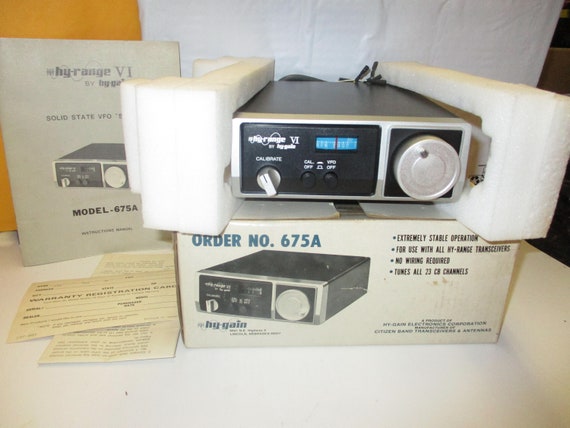 hy-range VI
BY hy-gain
SOLID STATE VFO
MODEL-675A
INSTRUCTIONS MANUAL
WARRANTY REGISTRATION CARD
hy-range VI
BY hy-gain
CALIBRATE
CAL. VFO
OFF OFF
ORDER NO. 675A
• EXTREMELY STABLE OPERATION
• FOR USE WITH ALL HY-RANGE TRANSCEIVERS
• NO WIRING REQUIRED
• TUNES ALL 23 CB CHANNELS
hy-gain
A PRODUCT OF
HY-GAIN ELECTRONICS CORPORATION
MANUFACTURER OF
CITIZEN BAND TRANSCEIVERS & ANTENNAS